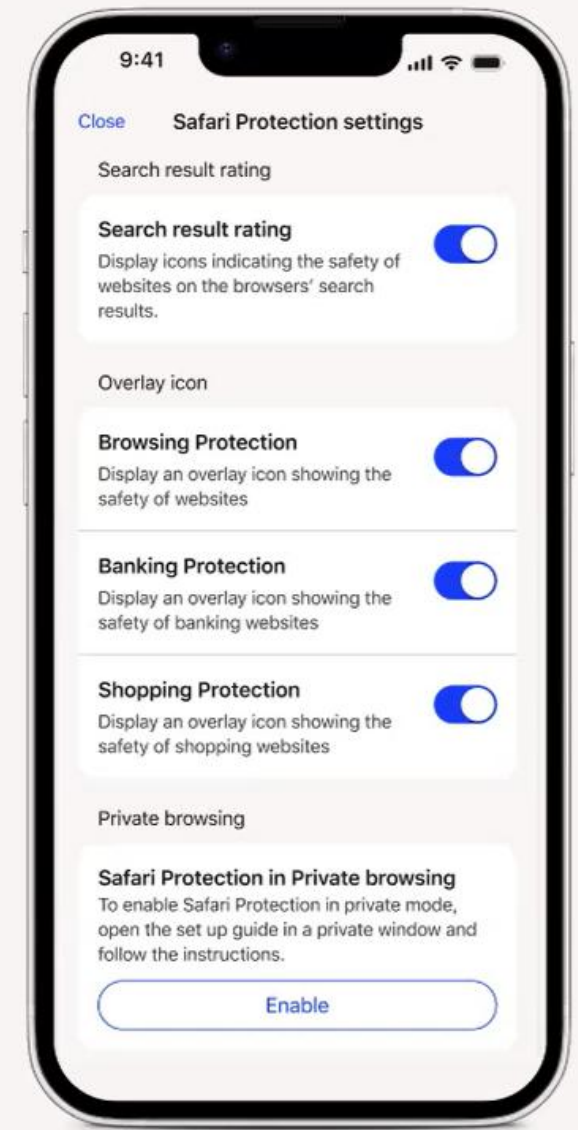 9:41
Close Safari Protection settings
Search result rating
Search result rating
Display icons indicating the safety of
websites on the browsers' search
results.
Overlay icon
Browsing Protection
Display an overlay icon showing the
safety of websites
Banking Protection
Display an overlay icon showing the
safety of banking websites
Shopping Protection
Display an overlay icon showing the
safety of shopping websites
Private browsing
Safari Protection in Private browsing
To enable Safari Protection in private mode,
open the set up guide in a private window and
follow the instructions.
Enable